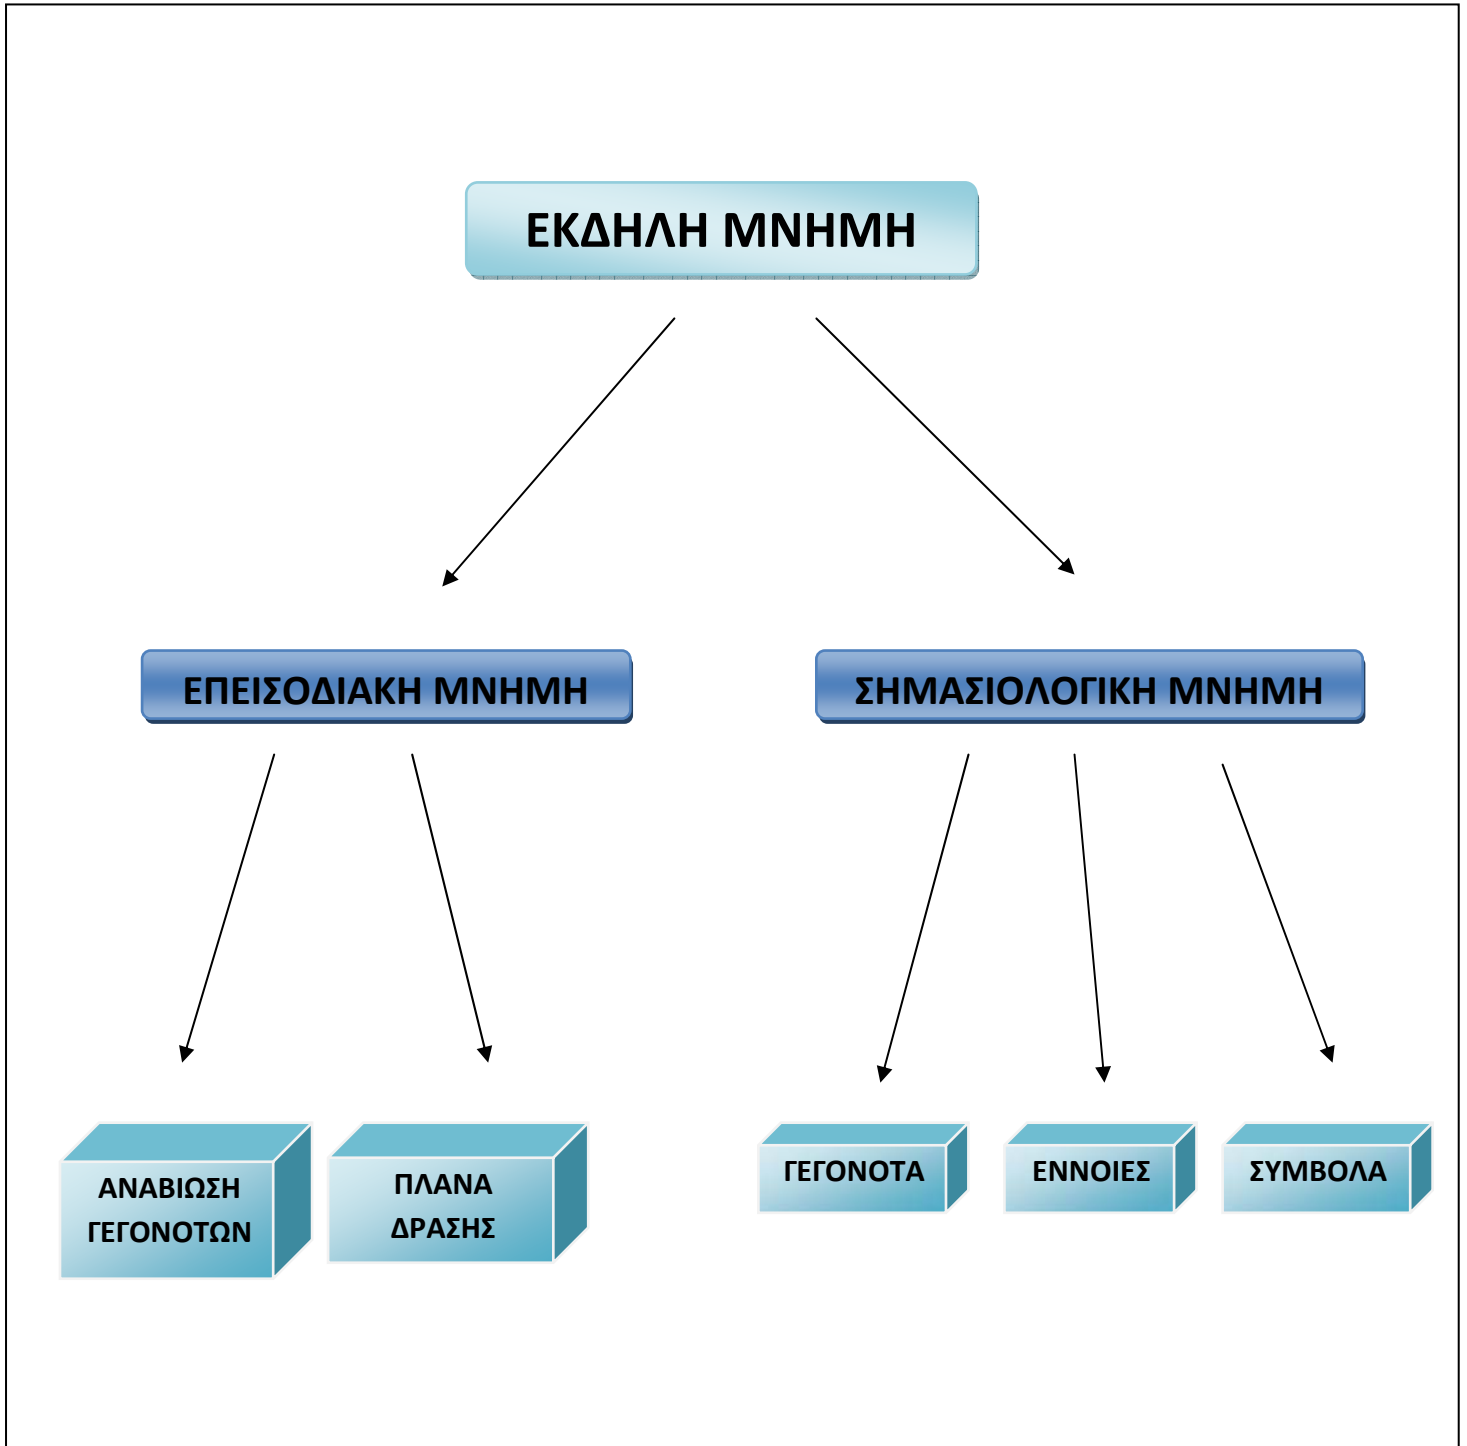 ΕΚΔΗΛΗ ΜΝΗΜΗ
ΕΠΕΙΣΟΔΙΑΚΗ ΜΝΗΜΗ
ΣΗΜΑΣΙΟΛΟΓΙΚΗ ΜΝΗΜΗ
ΑΝΑΒΙΩΣΗ
ΓΕΓΟΝΟΤΩΝ
ΠΛΑΝΑ
ΔΡΑΣΗΣ
ΓΕΓΟΝΟΤΑ
ΕΝΝΟΙΕΣ
ΣΥΜΒΟΛΑ